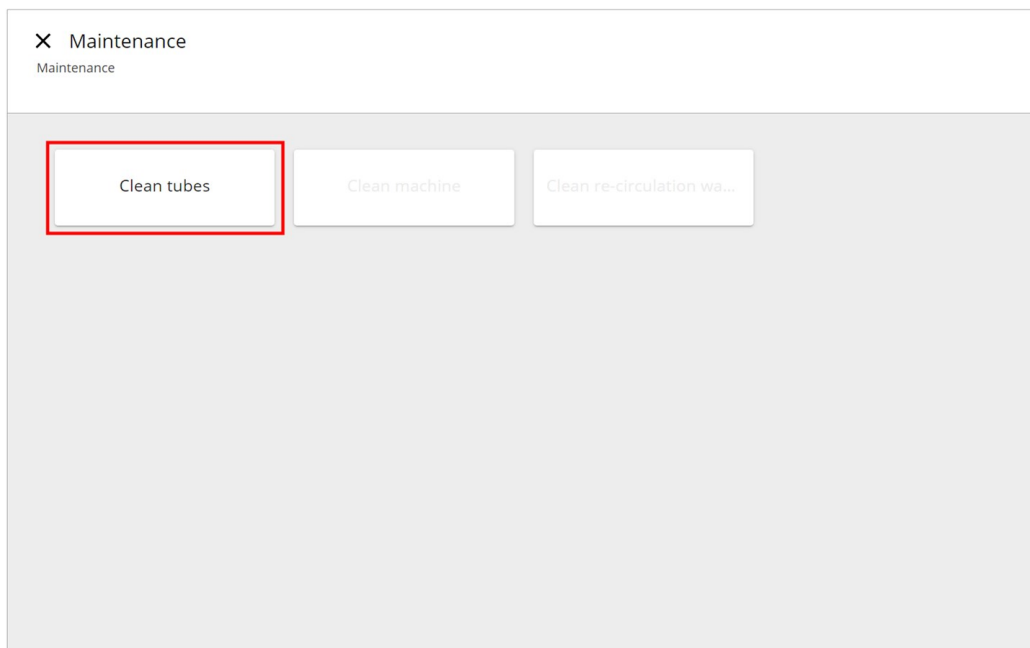 Maintenance
Maintenance
Clean tubes
Clean machine
Clean re-circulation wa...